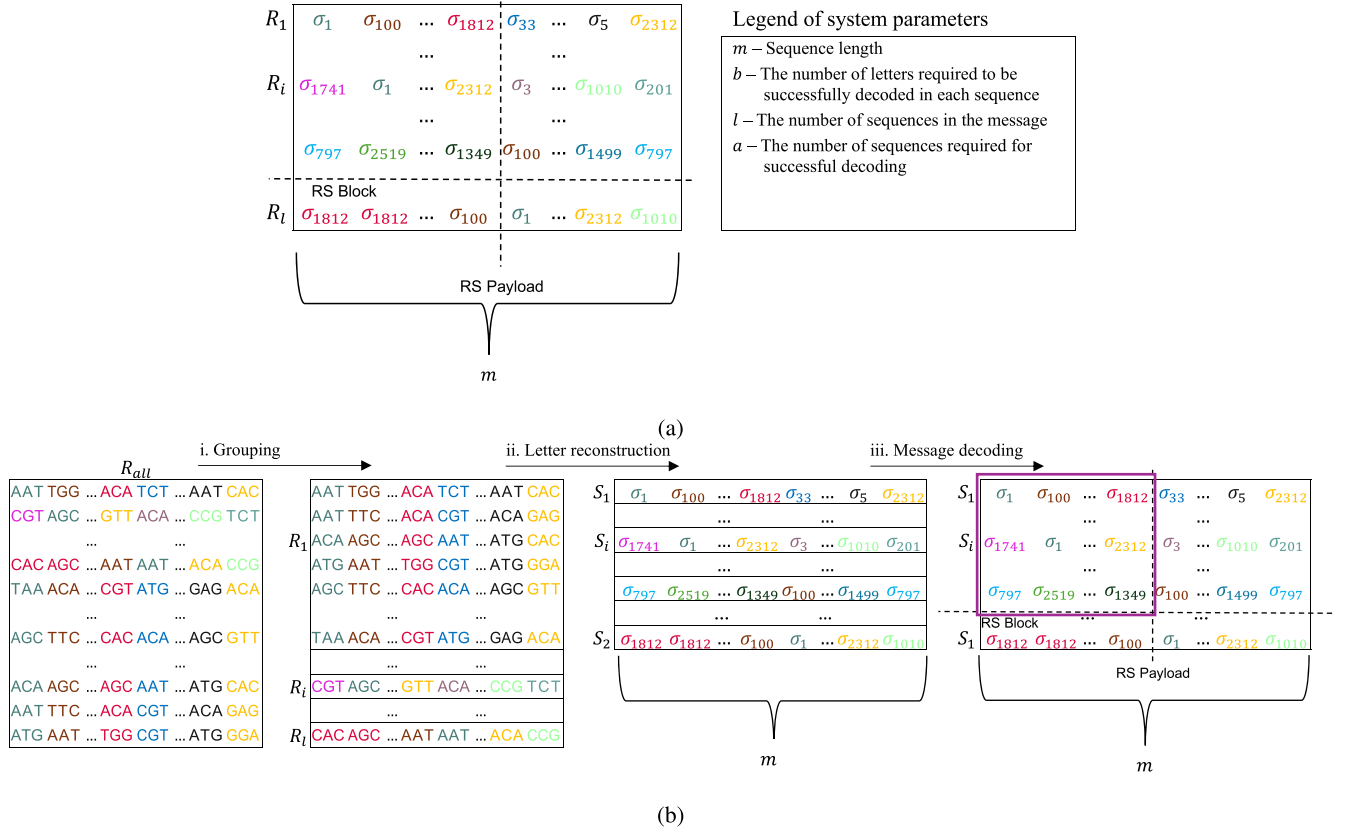 R₁ σ₁ σ₁₀₀ ... σ₁₈₁₂ σ₃₃ ... σ₅ σ₂₃₁₂
... ...
Rᵢ σ₁₇₄₁ σ₁ ... σ₂₃₁₂ σ₃ ... σ₁₀₁₀ σ₂₀₁
... ...
σ₇₉₇ σ₂₅₁₉ ... σ₁₃₄₉ σ₁₀₀ ... σ₁₄₉₉ σ₇₉₇
RS Block
Rₗ σ₁₈₁₂ σ₁₈₁₂ ... σ₁₀₀ σ₁ ... σ₂₃₁₂ σ₁₀₁₀
RS Payload
m
Legend of system parameters
m – Sequence length
b – The number of letters required to be
successfully decoded in each sequence
l – The number of sequences in the message
a – The number of sequences required for
successful decoding
(a)
i. Grouping
ii. Letter reconstruction
iii. Message decoding
R_all
AAT TGG ... ACA TCT ... AAT CAC
CGT AGC ... GTT ACA ... CCG TCT
... ...
CAC AGC ... AAT AAT ... ACA CCG
TAA ACA ... CGT ATG ... GAG ACA
AGC TTC ... CAC ACA ... AGC GTT
... ...
ACA AGC ... AGC AAT ... ATG CAC
AAT TTC ... ACA CGT ... ACA GAG
ATG AAT ... TGG CGT ... ATG GGA
AAT TGG ... ACA TCT ... AAT CAC
AAT TTC ... ACA CGT ... ACA GAG
R₁ ACA AGC ... AGC AAT ... ATG CAC
ATG AAT ... TGG CGT ... ATG GGA
AGC TTC ... CAC ACA ... AGC GTT
TAA ACA ... CGT ATG ... GAG ACA
... ...
Rᵢ CGT AGC ... GTT ACA ... CCG TCT
... ...
Rₗ CAC AGC ... AAT AAT ... ACA CCG
S₁ σ₁ σ₁₀₀ ... σ₁₈₁₂ σ₃₃ ... σ₅ σ₂₃₁₂
... ...
Sᵢ σ₁₇₄₁ σ₁ ... σ₂₃₁₂ σ₃ ... σ₁₀₁₀ σ₂₀₁
... ...
σ₇₉₇ σ₂₅₁₉ ... σ₁₃₄₉ σ₁₀₀ ... σ₁₄₉₉ σ₇₉₇
... ...
S₂ σ₁₈₁₂ σ₁₈₁₂ ... σ₁₀₀ σ₁ ... σ₂₃₁₂ σ₁₀₁₀
m
S₁ σ₁ σ₁₀₀ ... σ₁₈₁₂ σ₃₃ ... σ₅ σ₂₣₁₂
... ...
Sᵢ σ₁₇₄₁ σ₁ ... σ₂₃₁₂ σ₃ ... σ₁₀₁₀ σ₂₀₁
... ...
σ₇₉₇ σ₂₅₁₉ ... σ₁₃₄₉ σ₁₀₀ ... σ₁₄₉₉ σ₇₉₇
RS Block ... ...
S₁ σ₁₈₁₂ σ₁₈₁₂ ... σ₁₀₀ σ₁ ... σ₂₃₁₂ σ₁₀₁₀
RS Payload
m
(b)